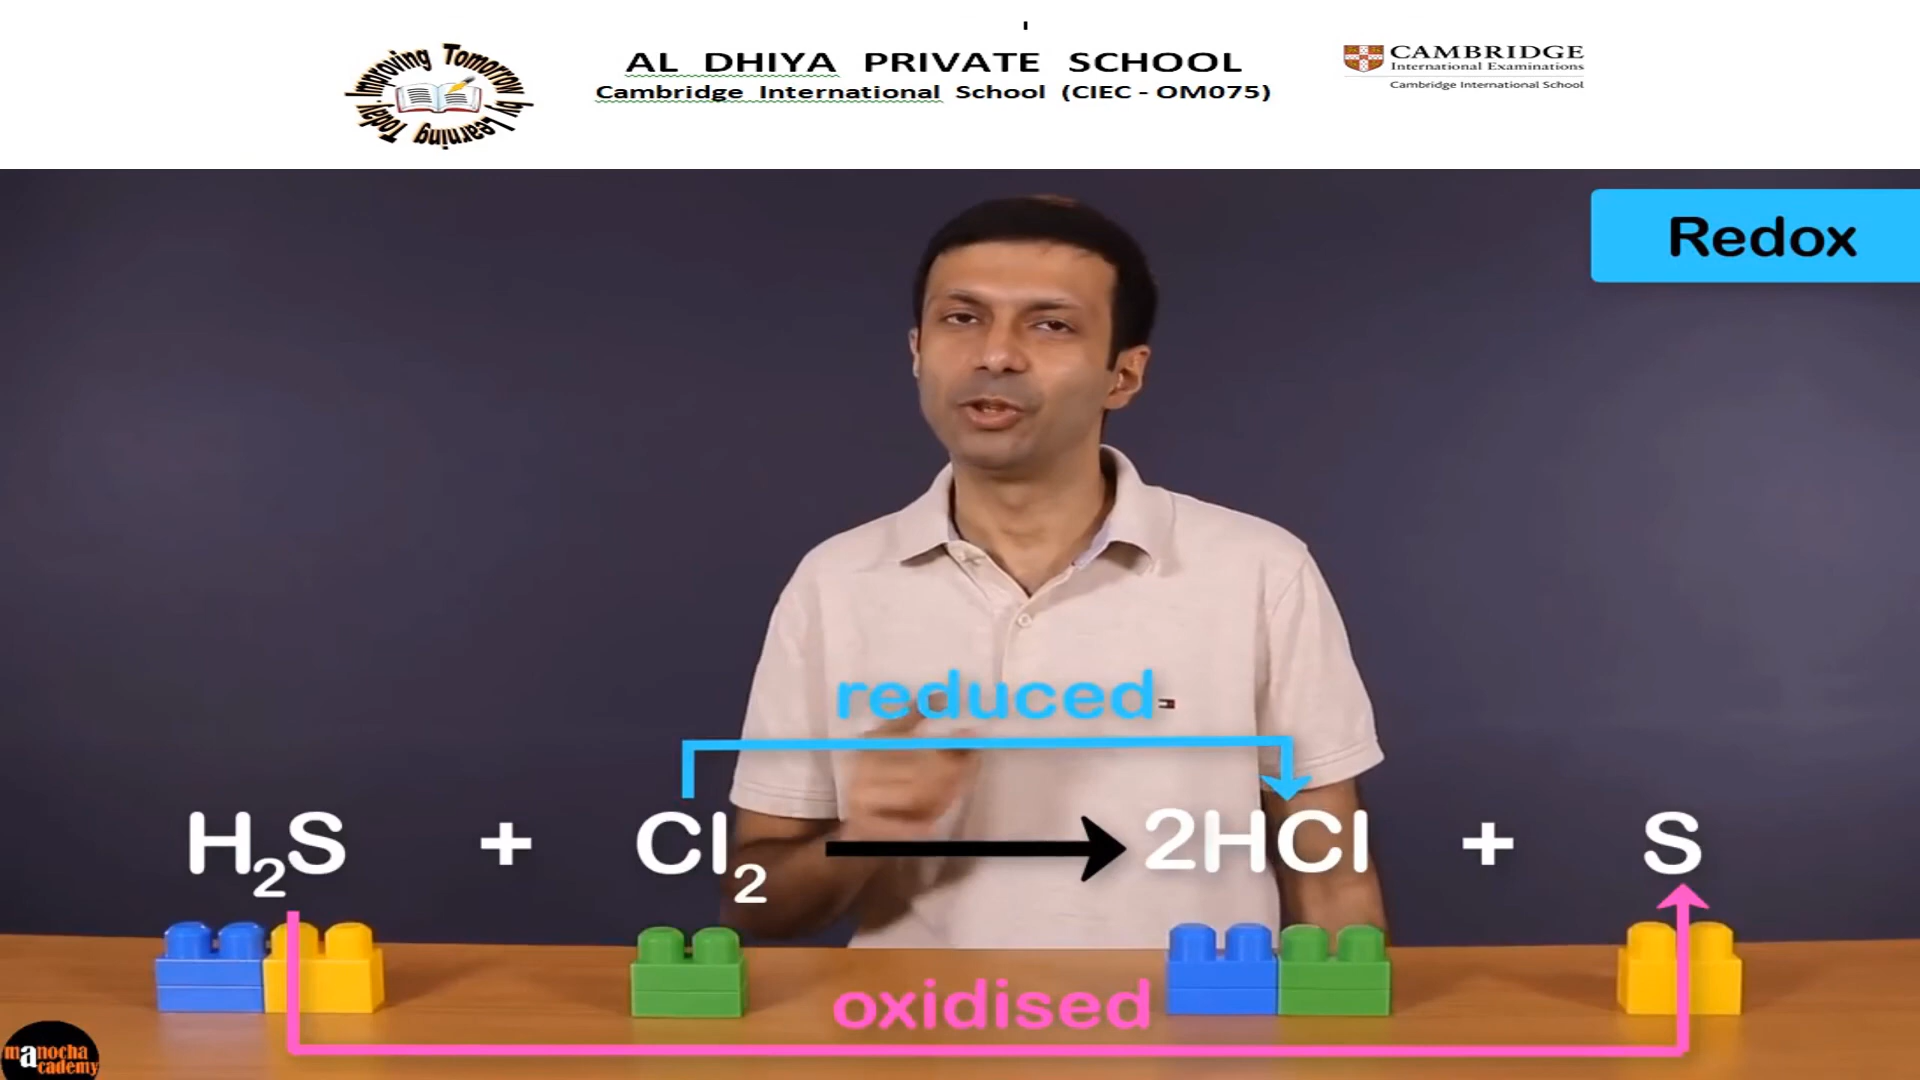 Improving Tomorrow by Learning Today.
AL DHIYA PRIVATE SCHOOL
Cambridge International School (CIEC - OM075)
CAMBRIDGE
International Examinations
Cambridge International School
Redox
reduced
H₂S + Cl₂ 2HCl + S
oxidised
manocha
academy